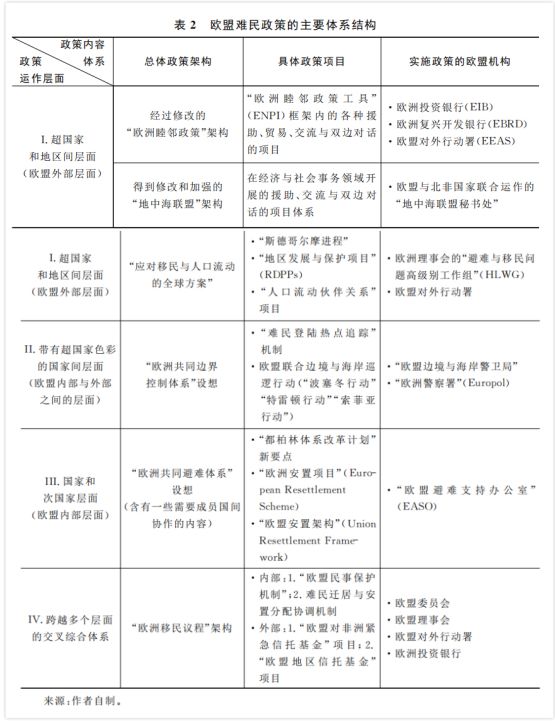 表 2 欧盟难民政策的主要体系结构
政策内容
政策 体系
运作层面
总体政策架构
具体政策项目
实施政策的欧盟机构
I. 超国家
和地区间层面
(欧盟外部层面)
经过修改的
“欧洲睦邻政策”架构
“欧洲睦邻政策工具”
(ENPI)框架内的各种援
助、贸易、交流与双边对话
的项目
· 欧洲投资银行(EIB)
· 欧洲复兴开发银行(EBRD)
· 欧盟对外行动署(EEAS)
得到修改和加强的
“地中海联盟”架构
在经济与社会事务领域开
展的援助、交流与双边对
话的项目体系
· 欧盟与北非国家联合运作的
“地中海联盟秘书处”
I. 超国家
和地区间层面
(欧盟外部层面)
“应对移民与人口流动
的全球方案”
· “斯德哥尔摩进程”
· “地区发展与保护项目”
(RDPPs)
· “人口流动伙伴关系”
项目
· 欧洲理事会的“避难与移民问
题高级别工作组”(HLWG)
· 欧盟对外行动署
II. 带有超国家色彩
的国家间层面
(欧盟内部与外部
之间的层面)
“欧洲共同边界
控制体系”设想
· “难民登陆热点追踪”
机制
· 欧盟联合边境与海岸巡
逻行动(“波塞冬行动”
“特雷顿行动”“索菲亚
行动”)
· “欧盟边境与海岸警卫局”
· “欧洲警察署”(Europol)
III. 国家和
次国家层面
(欧盟内部层面)
“欧洲共同避难体系”
设想
(含有一些需要成员国间
协作的内容)
· “都柏林体系改革计划”
新要点
· “欧洲安置项目”(Euro-
pean Resettlement
Scheme)
· “欧盟安置架构”(Union
Resettlement Frame-
work)
· “欧盟避难支持办公室”
(EASO)
IV. 跨越多个层面
的交叉综合体系
“欧洲移民议程”架构
· 内部:1.“欧盟民事保护
机制”;2.难民迁居与安
置分配协调机制
· 外部:1.“欧盟对非洲紧
急信托基金”项目;2.
“欧盟地区信托基金”
项目
· 欧盟委员会
· 欧盟理事会
· 欧盟对外行动署
· 欧洲投资银行
来源:作者自制。